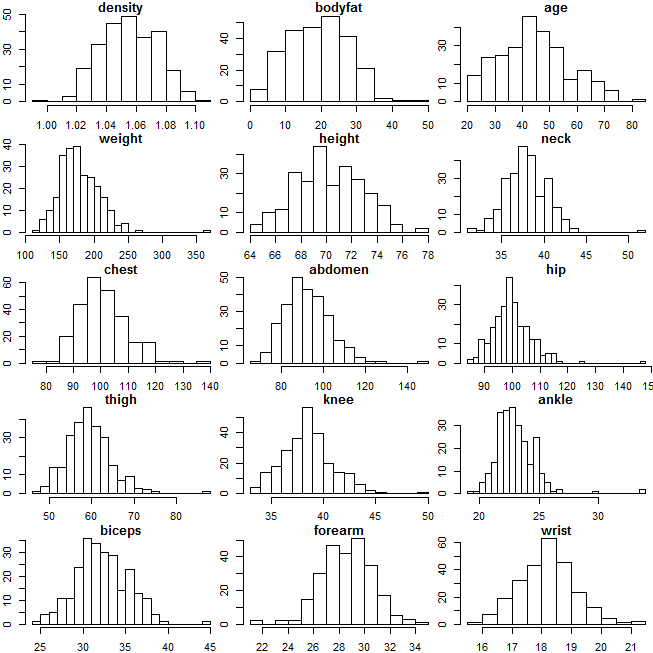 density bodyfat age
0 10 30 50
1.00 1.02 1.04 1.06 1.08 1.10
0 20 40
0 10 20 30 40 50
0 10 30
20 30 40 50 60 70 80
weight height neck
0 10 20 30 40
100 150 200 250 300 350
0 10 30
64 66 68 70 72 74 76 78
0 10 30
35 40 45 50
chest abdomen hip
0 20 40 60
80 90 100 110 120 130 140
0 10 30 50
80 100 120 140
0 20
90 100 110 120 130 140 150
thigh knee ankle
0 10 30
50 60 70 80
0 20 40
35 40 45 50
0 10 20 30
20 25 30
biceps forearm wrist
0 10 20 30
25 30 35 40 45
0 10 30 50
22 24 26 28 30 32 34
0 20 40 60
16 17 18 19 20 21